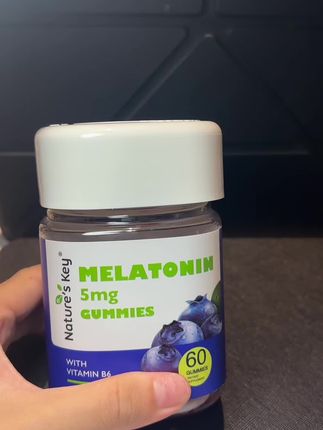 Nature's Key®
MELATONIN
5mg
GUMMIES
WITH
VITAMIN B6
60
GUMMIES